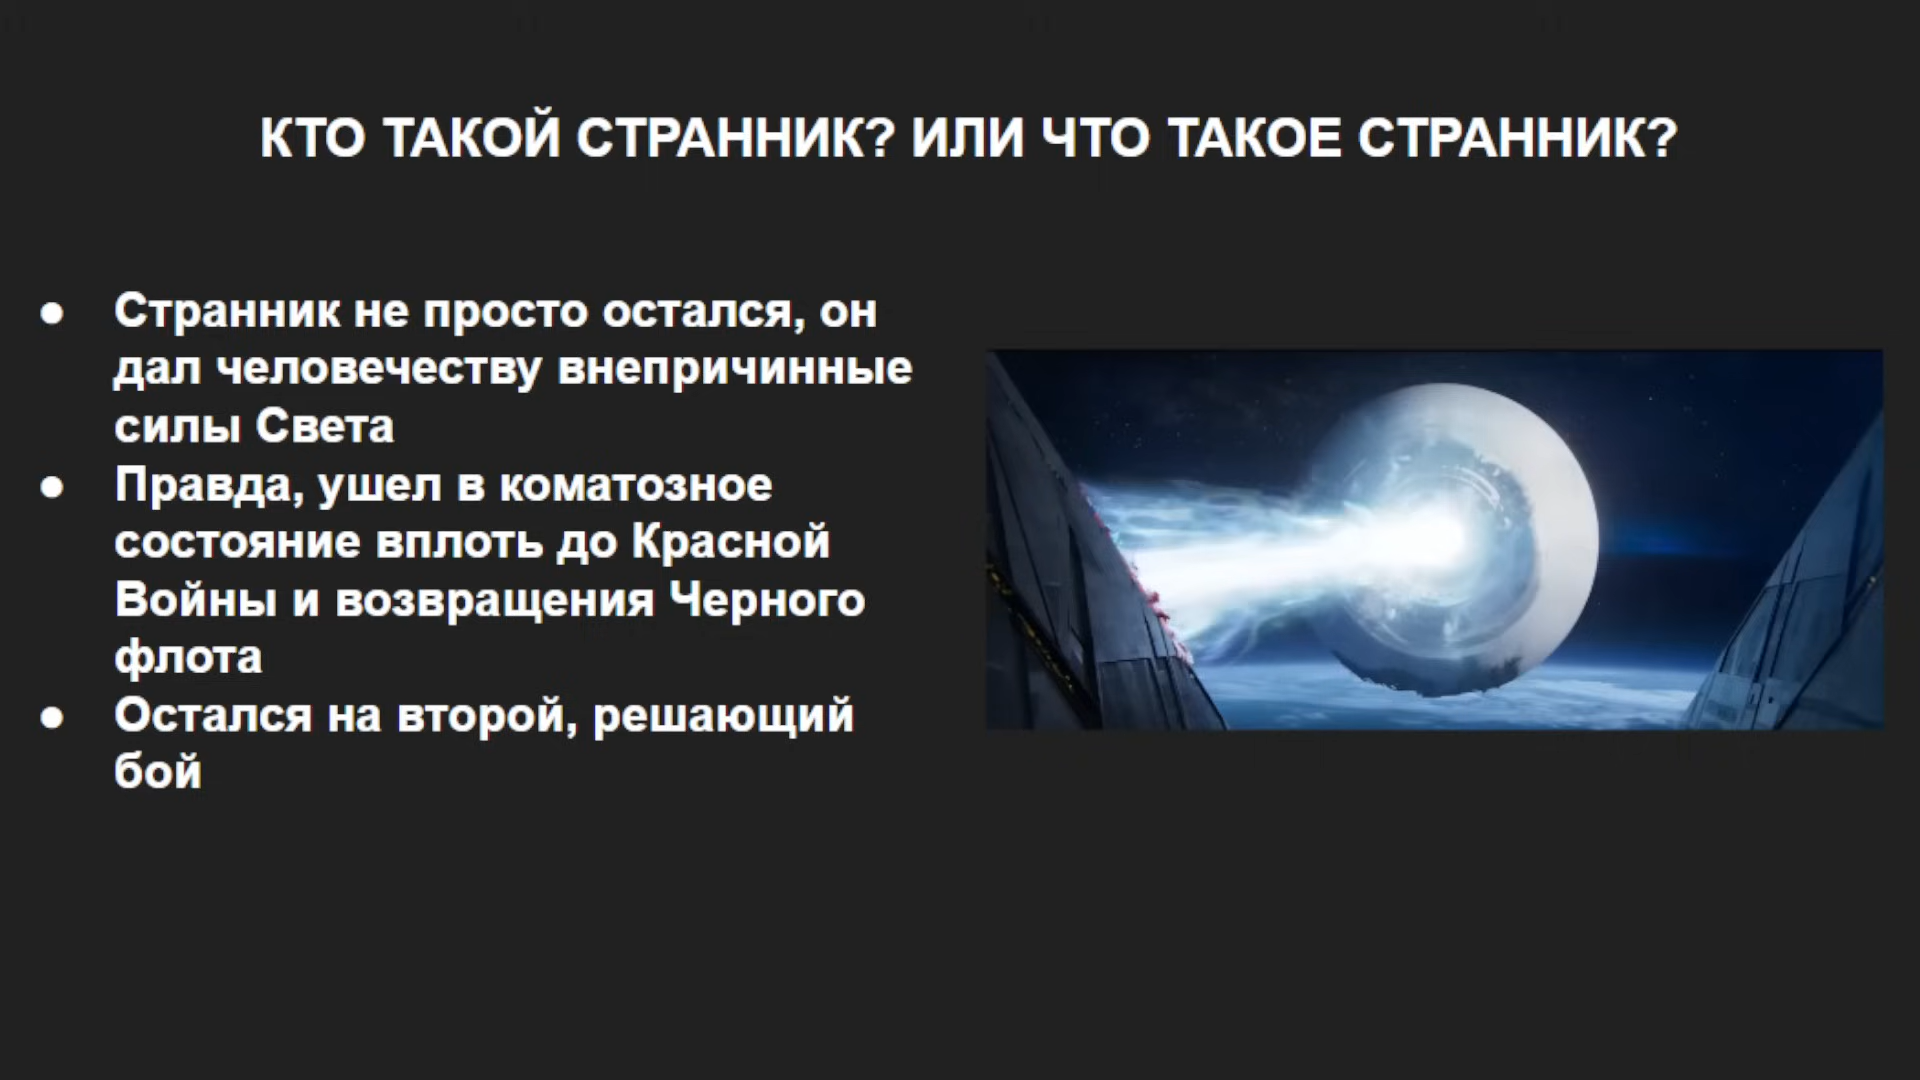 КТО ТАКОЙ СТРАННИК? ИЛИ ЧТО ТАКОЕ СТРАННИК?
● Странник не просто остался, он
дал человечеству внепричинные
силы Света
● Правда, ушел в коматозное
состояние вплоть до Красной
Войны и возвращения Черного
флота
● Остался на второй, решающий
бой